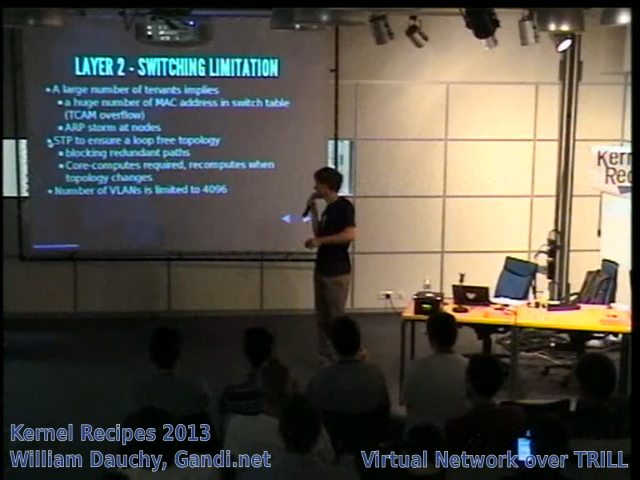 LAYER 2 - SWITCHING LIMITATION
A large number of tenants implies
a huge number of MAC address in switch table
(TCAM overflow)
ARP storm at nodes
STP to ensure a loop free topology
blocking redundant paths
Core-computes required, recomputes when
topology changes
Number of VLANs is limited to 4096
Kernel Recipes 2013
William Dauchy, Gandi.net
Virtual Network over TRILL